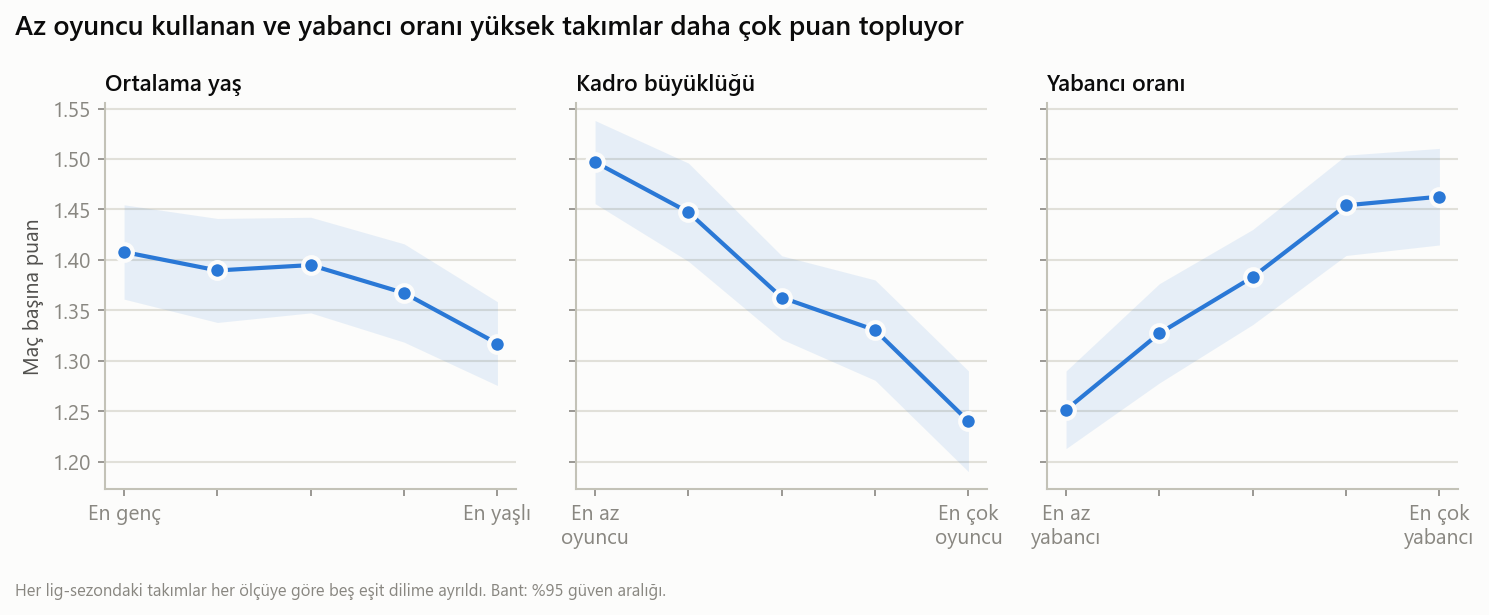 Az oyuncu kullanan ve yabancı oranı yüksek takımlar daha çok puan topluyor
Ortalama yaş
Kadro büyüklüğü
Yabancı oranı
Maç başına puan
1.55
1.50
1.45
1.40
1.35
1.30
1.25
1.20
En genç
En yaşlı
En az
oyuncu
En çok
oyuncu
En az
yabancı
En çok
yabancı
Her lig-sezondaki takımlar her ölçüye göre beş eşit dilime ayrıldı. Bant: %95 güven aralığı.